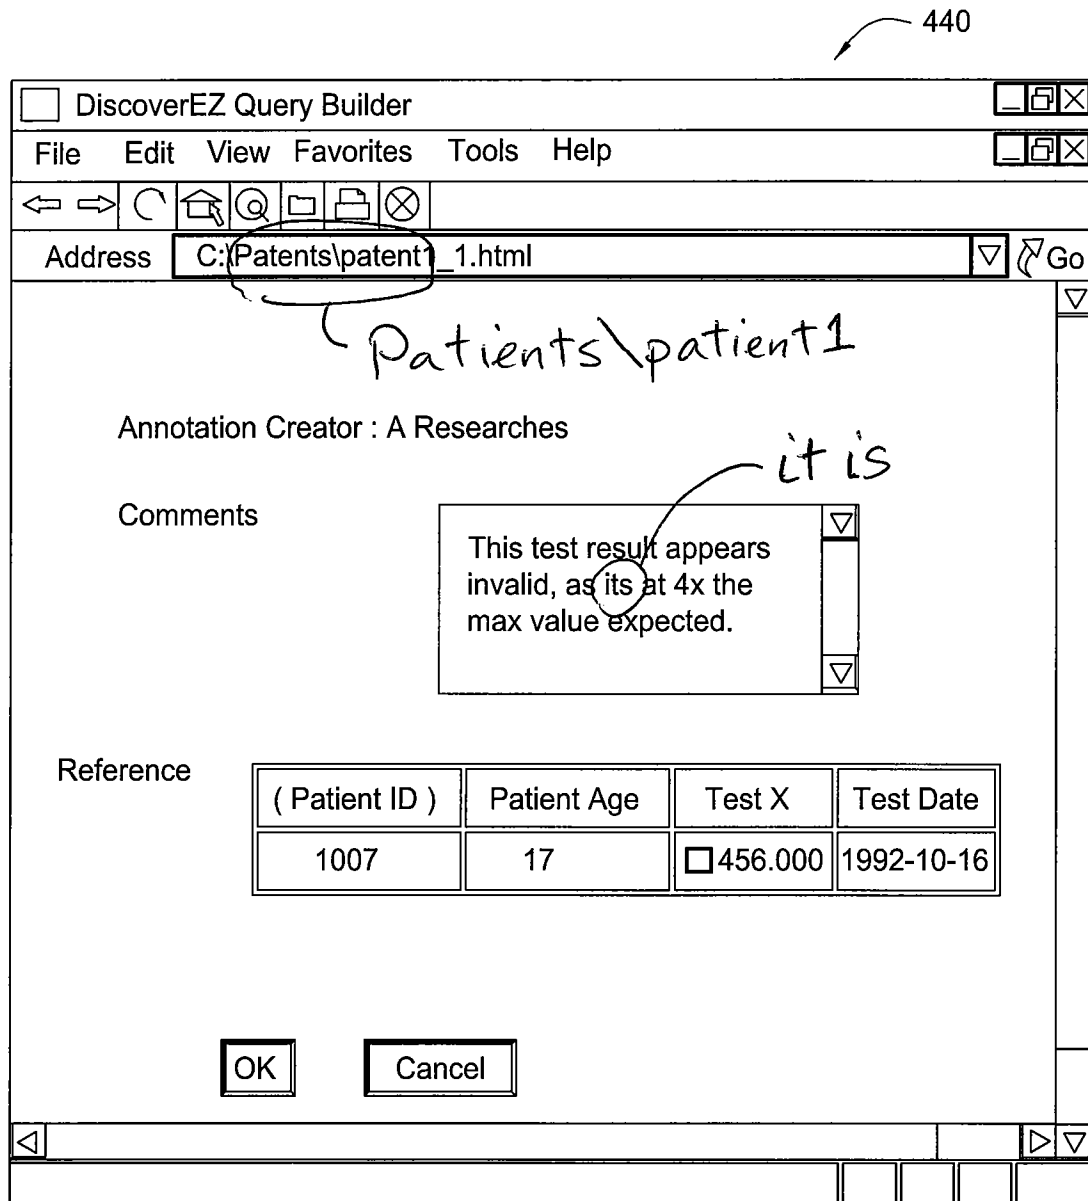 440
DiscoverEZ Query Builder
File Edit View Favorites Tools Help
Address C:\Patents\patent1_1.html Go
Patients\patient1
Annotation Creator : A Researches
it is
Comments
This test result appears
invalid, as its at 4x the
max value expected.
Reference
( Patient ID ) Patient Age Test X Test Date
1007 17 456.000 1992-10-16
OK Cancel